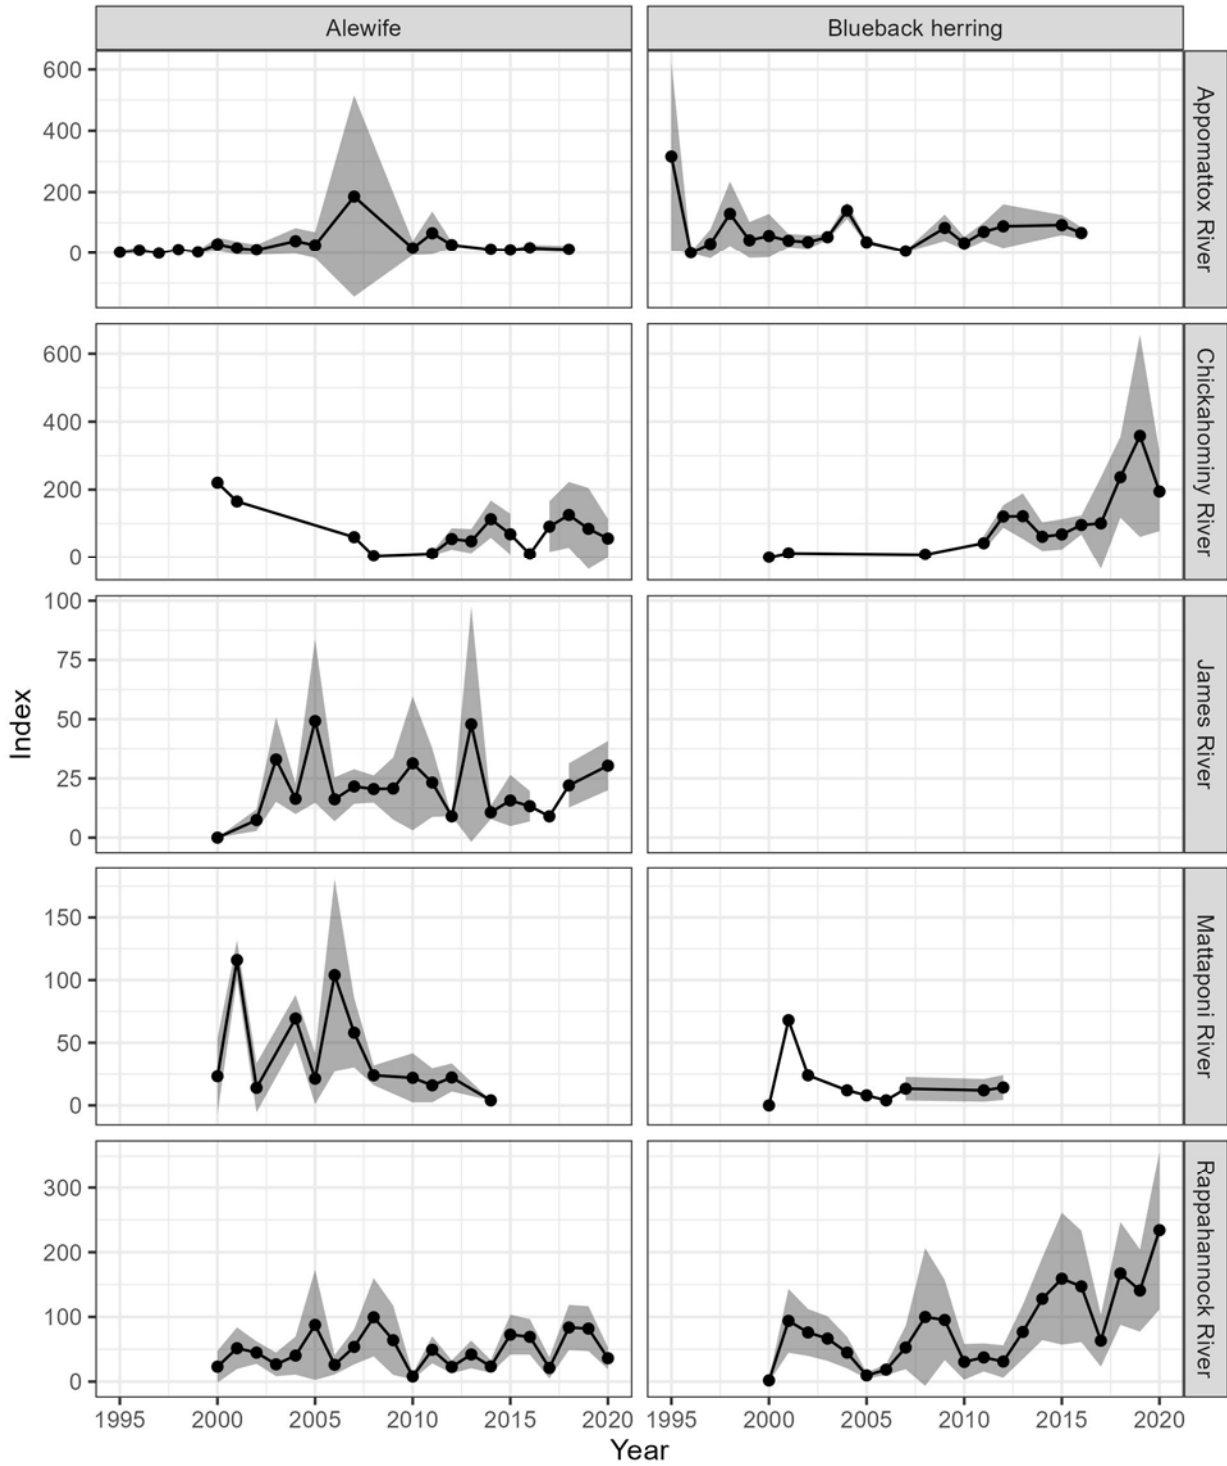 Alewife
Blueback herring
600
400
200
0
Appomattox River
600
400
200
0
Chickahominy River
100
75
50
25
0
James River
Index
150
100
50
0
Mattaponi River
300
200
100
0
Rappahannock River
1995 2000 2005 2010 2015 2020 1995 2000 2005 2010 2015 2020
Year